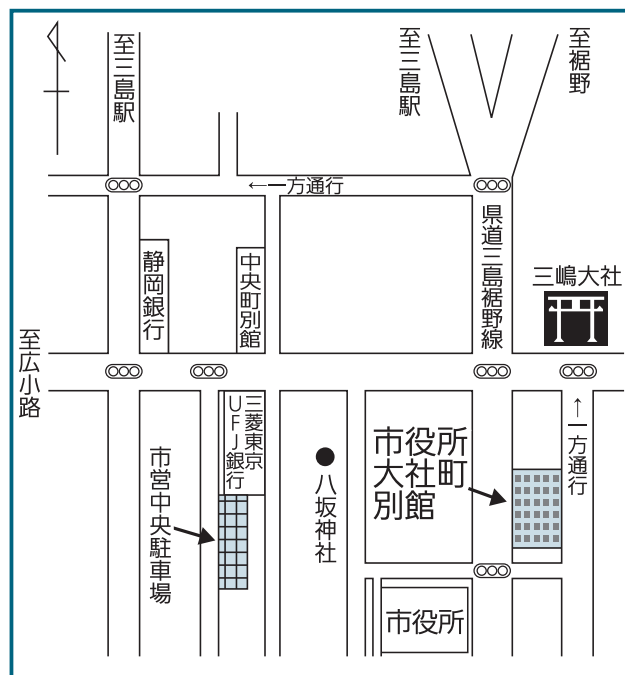 至三島駅
至三島駅
至裾野
←一方通行
県道三島裾野線
三嶋大社
静岡銀行
中央町別館
至広小路
三菱東京
UFJ銀行
市営中央駐車場
八坂神社
市役所
大社町
別館
↑一方通行
市役所